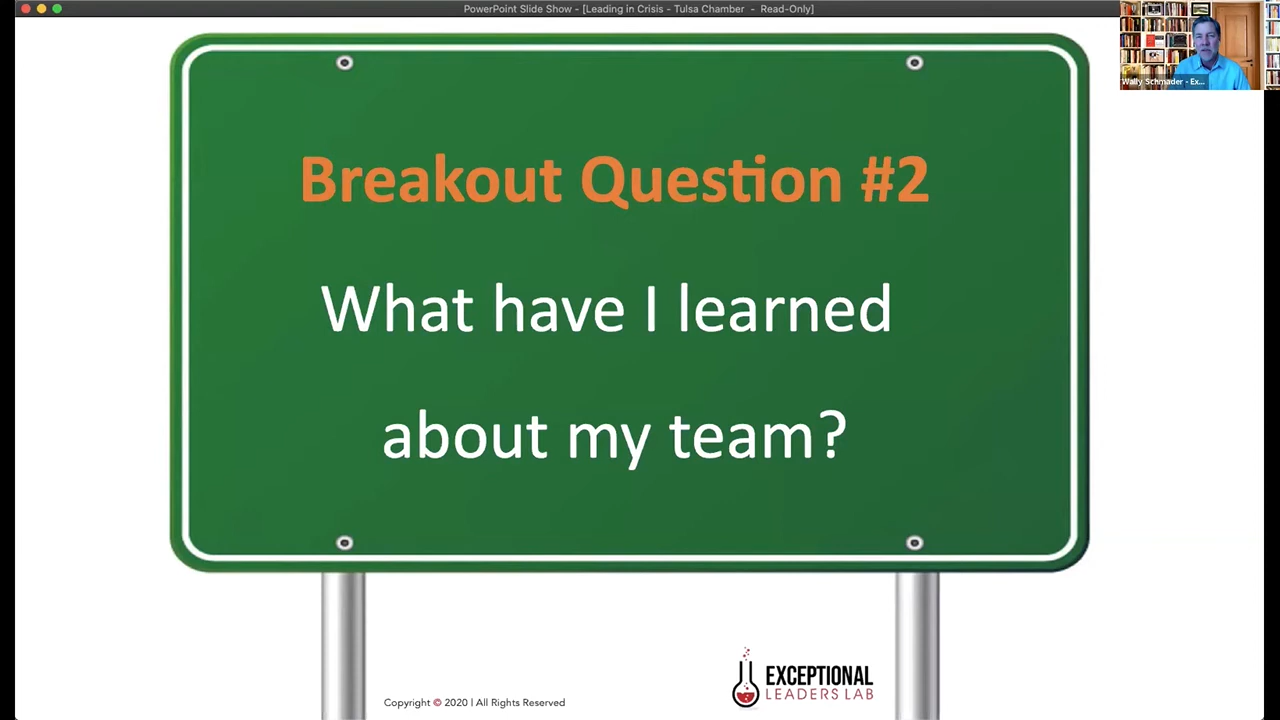 PowerPoint Slide Show - [Leading in Crisis - Tulsa Chamber - Read-Only]
Wally Schmader - Ex...
Breakout Question #2
What have I learned
about my team?
EXCEPTIONAL
LEADERS LAB
Copyright © 2020 | All Rights Reserved